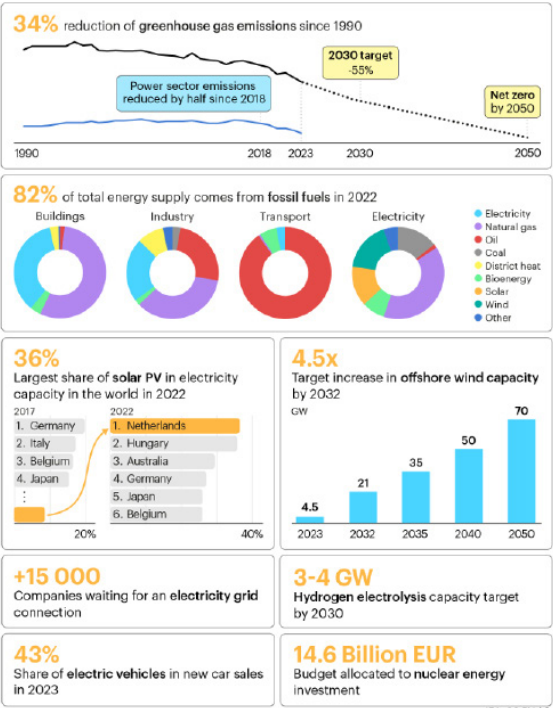 34% reduction of greenhouse gas emissions since 1990
2030 target
-55%
Power sector emissions
reduced by half since 2018
Net zero
by 2050
1990 2018 2023 2030 2050
82% of total energy supply comes from fossil fuels in 2022
Buildings Industry Transport Electricity
Electricity
Natural gas
Oil
Coal
District heat
Bioenergy
Solar
Wind
Other
36%
Largest share of solar PV in electricity
capacity in the world in 2022
2017 2022
1. Germany
2. Italy
3. Belgium
4. Japan
20%
1. Netherlands
2. Hungary
3. Australia
4. Germany
5. Japan
6. Belgium
40%
4.5x
Target increase in offshore wind capacity
by 2032
GW
4.5 21 35 50 70
2023 2032 2035 2040 2050
+15 000
Companies waiting for an electricity grid
connection
3-4 GW
Hydrogen electrolysis capacity target
by 2030
43%
Share of electric vehicles in new car sales
in 2023
14.6 Billion EUR
Budget allocated to nuclear energy
investment